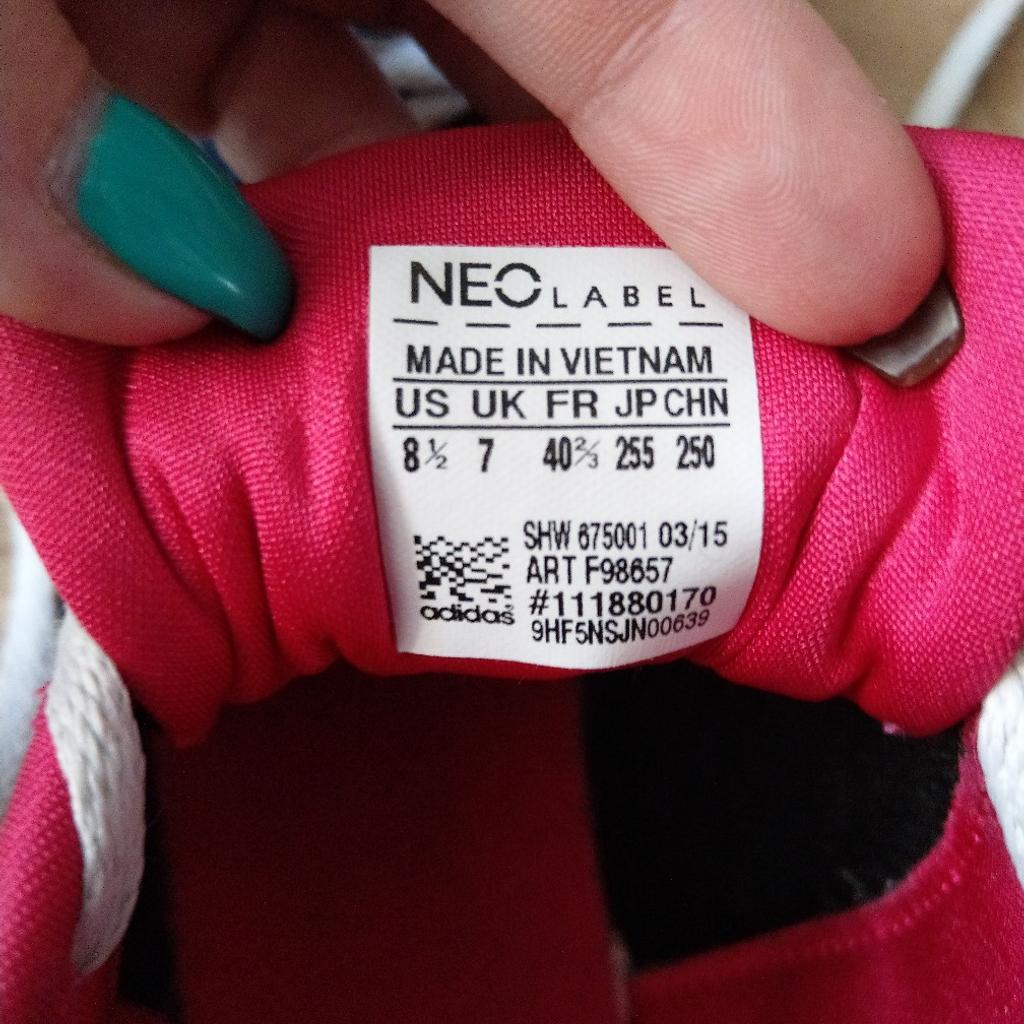 NEO LABEL
MADE IN VIETNAM
US UK FR JP CHN
8½ 7 40⅔ 255 250
SHW 675001 03/15
ART F98657
#111880170
9HF5NSJN00639
adidas